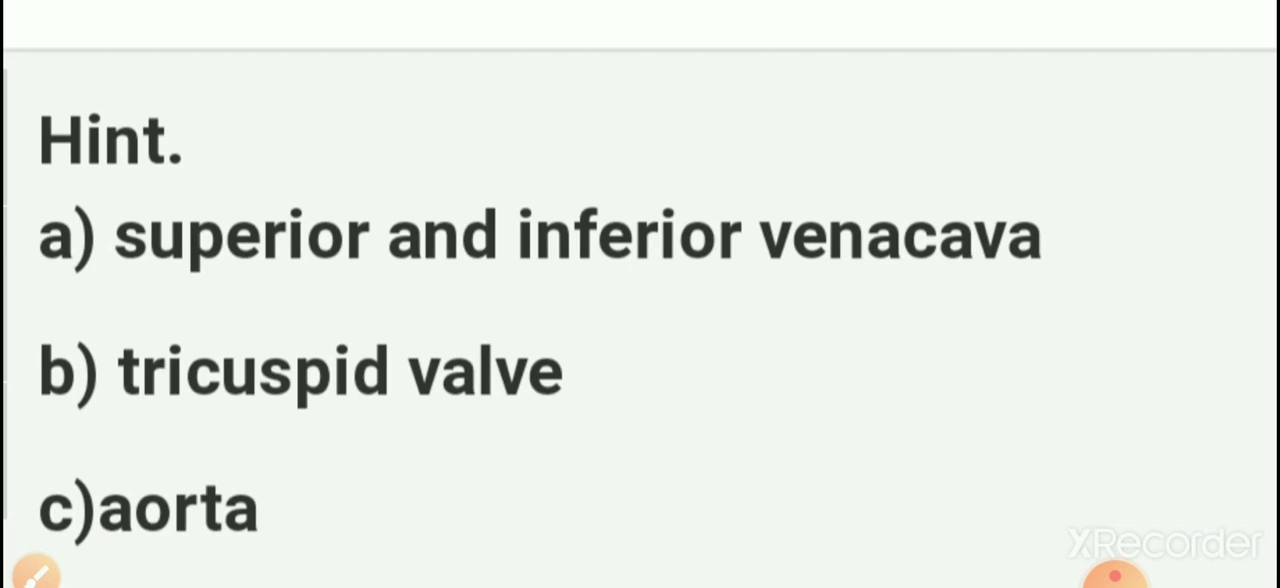 Hint.
a) superior and inferior venacava
b) tricuspid valve
c)aorta
XRecorder